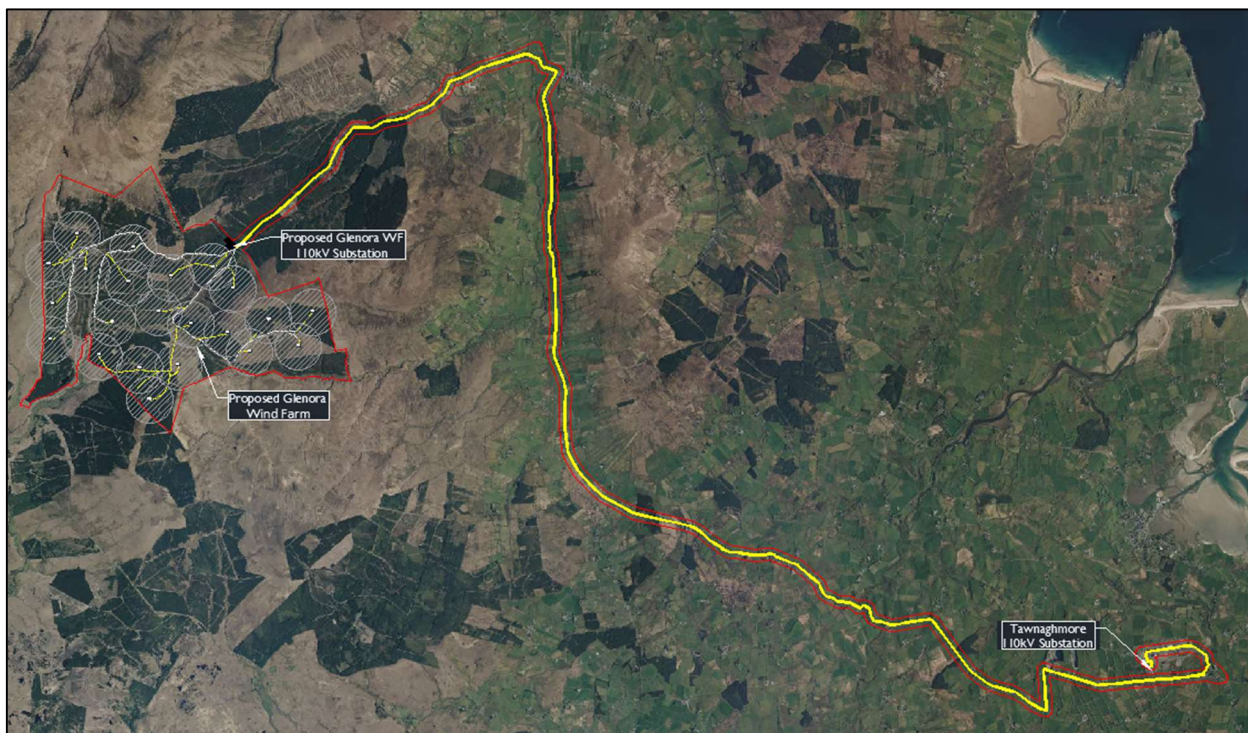 Proposed Glenora WF
110kV Substation
Proposed Glenora
Wind Farm
Tawnaghmore
110kV Substation